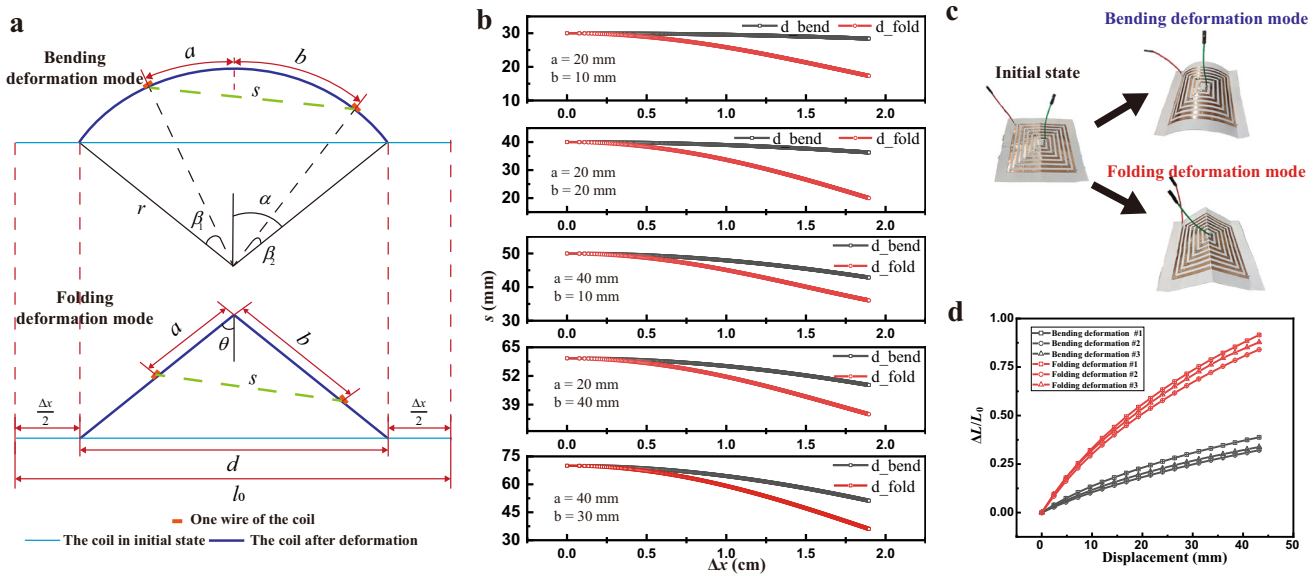 a
Bending
deformation mode
a
b
s
r
α
β₁
β₂
Folding
deformation mode
a
b
θ
s
Δx/2
Δx/2
d
l₀
One wire of the coil
The coil in initial state
The coil after deformation
b
s (mm)
d_bend d_fold
a = 20 mm
b = 10 mm
30
20
10
0.0 0.5 1.0 1.5 2.0
d_bend d_fold
a = 20 mm
b = 20 mm
40
30
20
0.0 0.5 1.0 1.5 2.0
d_bend
d_fold
a = 40 mm
b = 10 mm
50
40
30
0.0 0.5 1.0 1.5 2.0
d_bend
d_fold
a = 20 mm
b = 40 mm
65
52
39
0.0 0.5 1.0 1.5 2.0
d_bend
d_fold
a = 40 mm
b = 30 mm
75
60
45
30
0.0 0.5 1.0 1.5 2.0
Δx (cm)
c
Bending deformation mode
Initial state
Folding deformation mode
d
ΔL/L₀
1.00
0.75
0.50
0.25
0.00
Bending deformation #1
Bending deformation #2
Bending deformation #3
Folding deformation #1
Folding deformation #2
Folding deformation #3
0 10 20 30 40 50
Displacement (mm)